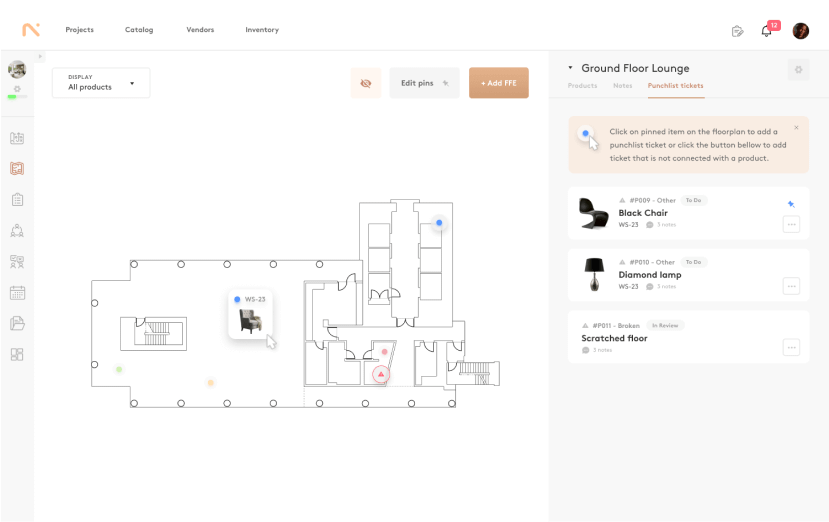 Projects
Catalog
Vendors
Inventory
12
DISPLAY
All products
Edit pins
+ Add FFE
WS-23
Ground Floor Lounge
Products
Notes
Punchlist tickets
Click on pinned item on the floorplan to add a
punchlist ticket or click the button bellow to add
ticket that is not connected with a product.
#P009 - Other
To Do
Black Chair
WS-23
3 notes
#P010 - Other
To Do
Diamond lamp
WS-23
3 notes
#P011 - Broken
In Review
Scratched floor
3 notes